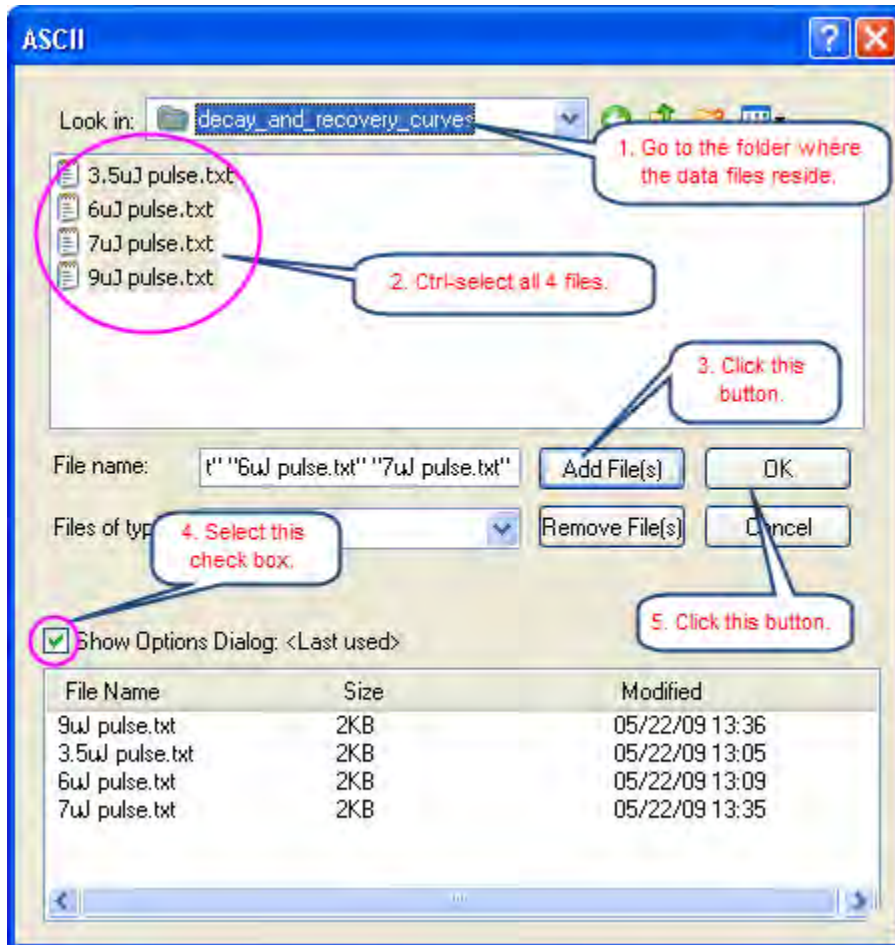 ASCII
Look in: decay_and_recovery_curves
1. Go to the folder where
the data files reside.
3.5uJ pulse.txt
6uJ pulse.txt
7uJ pulse.txt
9uJ pulse.txt
2. Ctrl-select all 4 files.
3. Click this
button.
File name: t" "6uJ pulse.txt" "7uJ pulse.txt" Add File(s) OK
Files of typ Remove File(s) Cancel
4. Select this
check box.
5. Click this button.
Show Options Dialog: <Last used>
File Name Size Modified
9uJ pulse.txt 2KB 05/22/09 13:36
3.5uJ pulse.txt 2KB 05/22/09 13:05
6uJ pulse.txt 2KB 05/22/09 13:09
7uJ pulse.txt 2KB 05/22/09 13:35